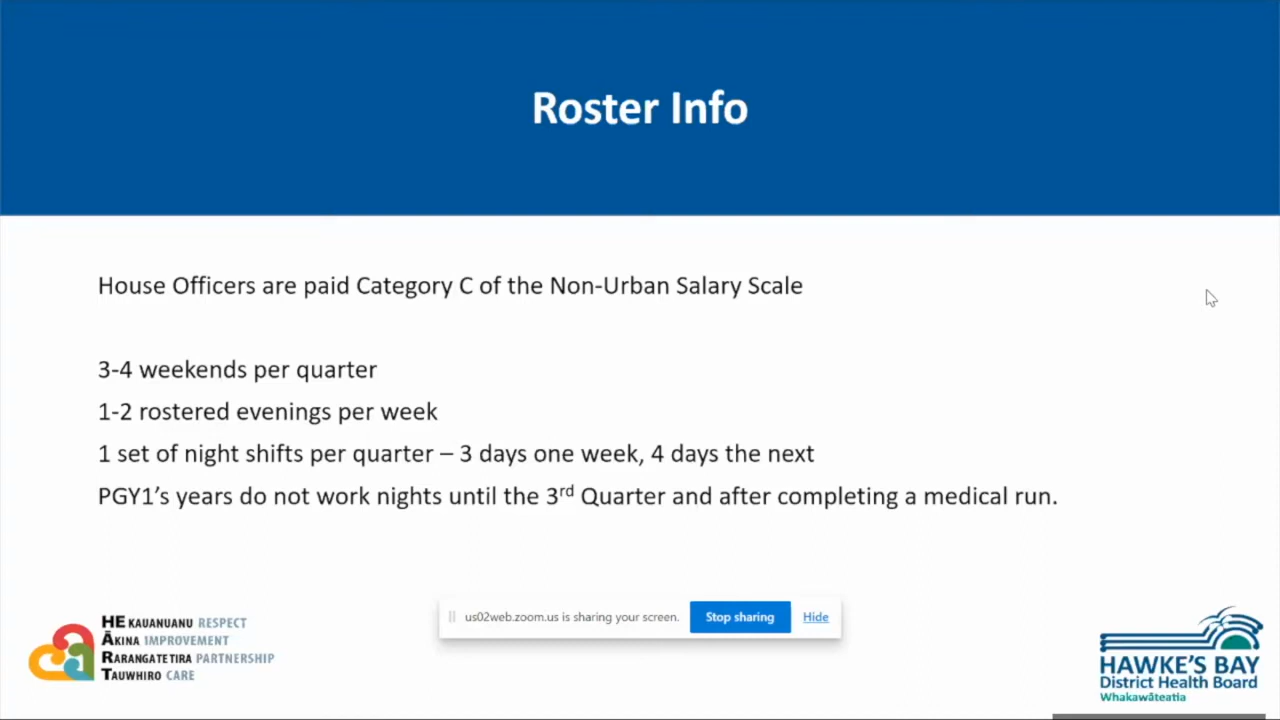 Roster Info
House Officers are paid Category C of the Non-Urban Salary Scale
3-4 weekends per quarter
1-2 rostered evenings per week
1 set of night shifts per quarter – 3 days one week, 4 days the next
PGY1’s years do not work nights until the 3rd Quarter and after completing a medical run.
HE KAUANUANU RESPECT
ĀKINA IMPROVEMENT
RARANGATETIRA PARTNERSHIP
TAUWHIRO CARE
us02web.zoom.us is sharing your screen.
Stop sharing
Hide
HAWKE'S BAY
District Health Board
Whakawāteatia